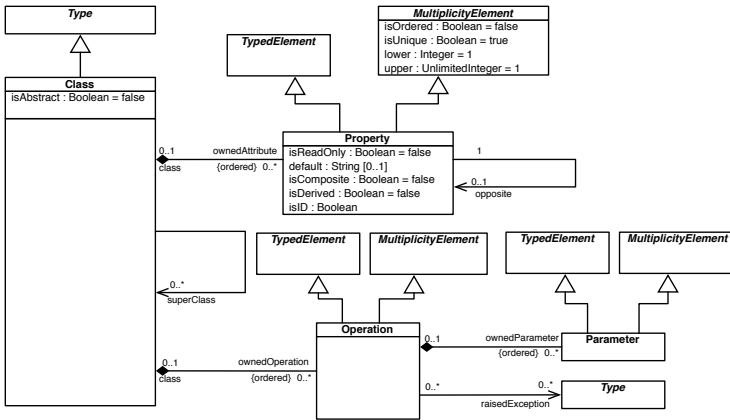 Type
MultiplicityElement
isOrdered : Boolean = false
isUnique : Boolean = true
lower : Integer = 1
upper : UnlimitedInteger = 1
TypedElement
Class
isAbstract : Boolean = false
Property
isReadOnly : Boolean = false
default : String [0..1]
isComposite : Boolean = false
isDerived : Boolean = false
isID : Boolean
0..1
class
ownedAttribute
{ordered} 0..*
1
0..1
opposite
0..*
superClass
TypedElement
MultiplicityElement
TypedElement
MultiplicityElement
Operation
0..1
class
ownedOperation
{ordered} 0..*
0..1
ownedParameter
{ordered} 0..*
Parameter
0..*
0..*
raisedException
Type